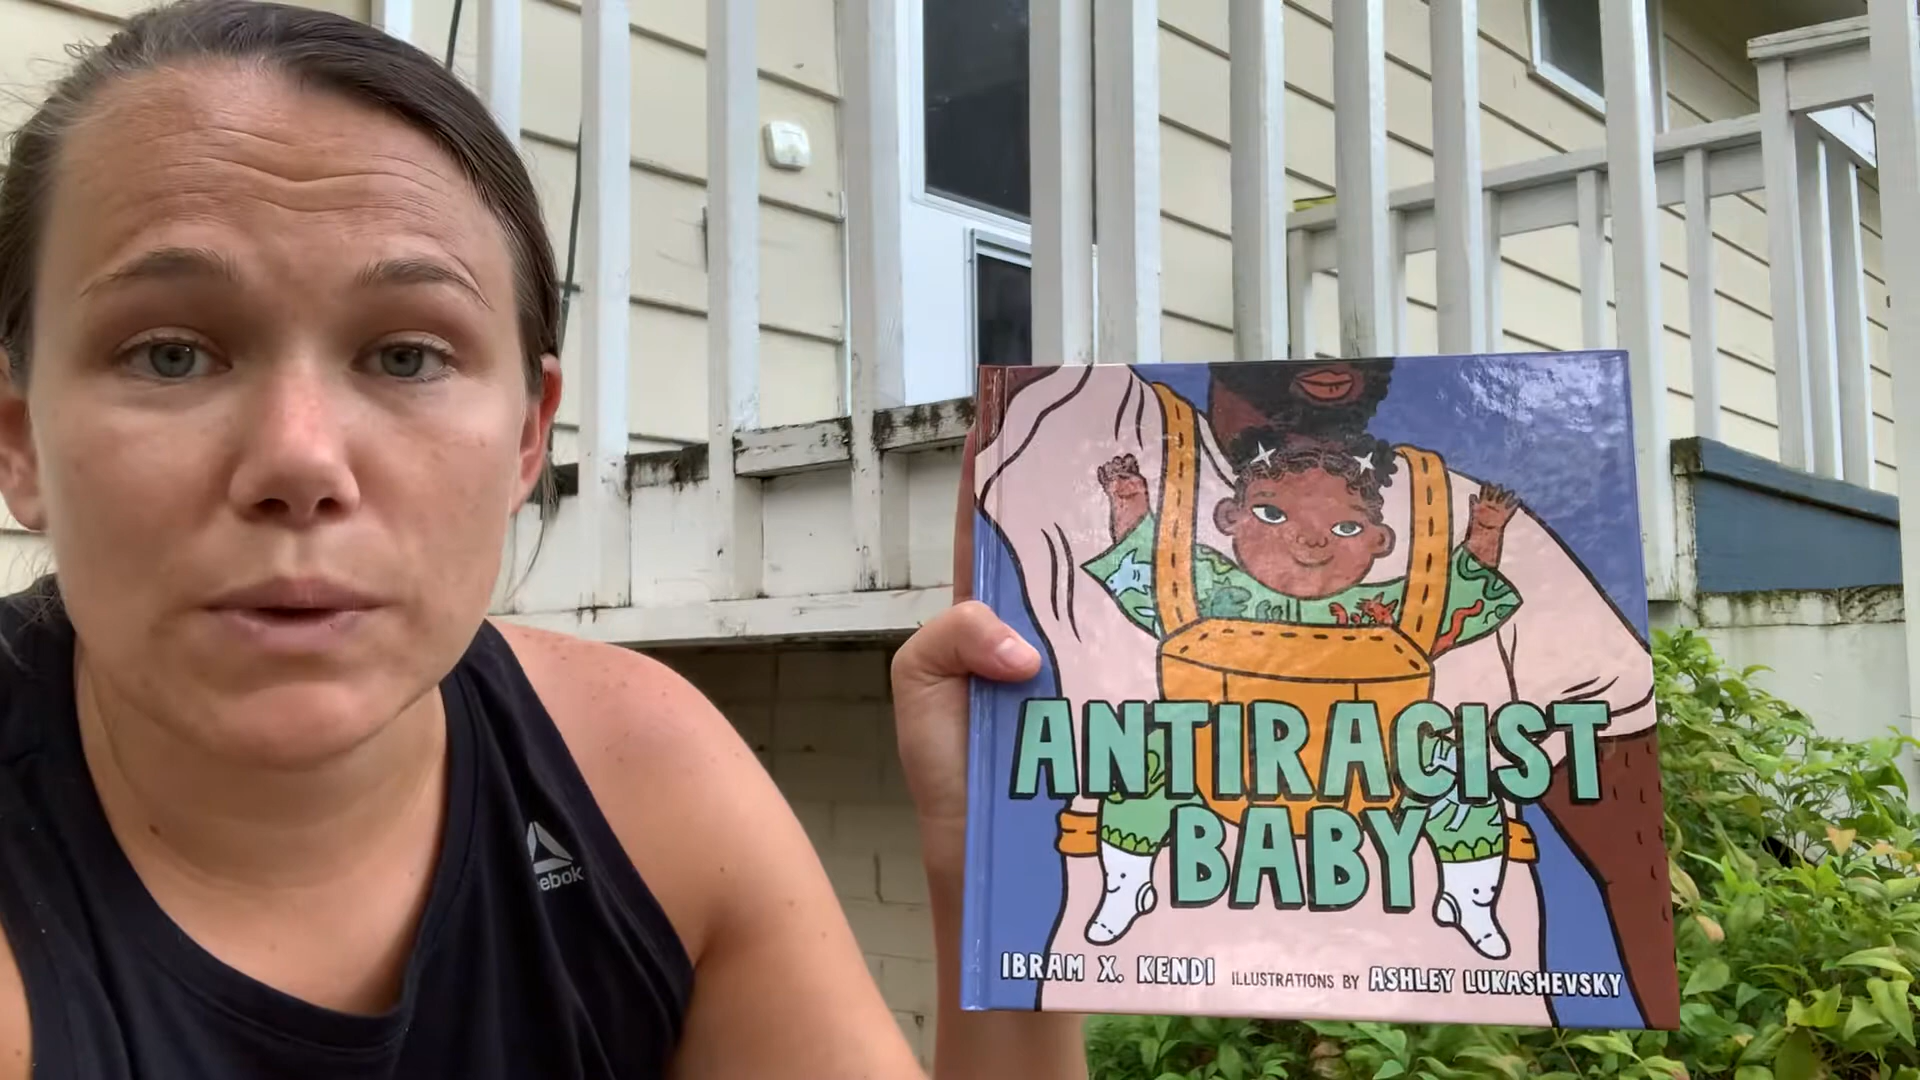 ANTIRACIST
BABY
IBRAM X. KENDI ILLUSTRATIONS BY ASHLEY LUKASHEVSKY
ebok